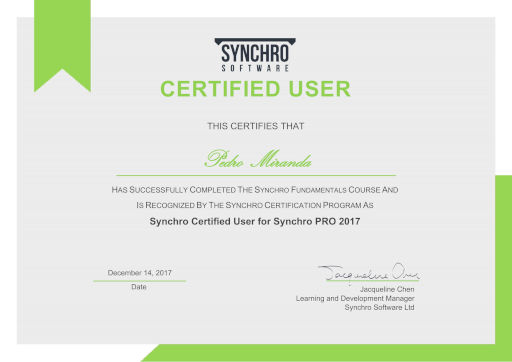 SYNCHRO
SOFTWARE
CERTIFIED USER
THIS CERTIFIES THAT
Pedro Miranda
HAS SUCCESSFULLY COMPLETED THE SYNCHRO FUNDAMENTALS COURSE AND
IS RECOGNIZED BY THE SYNCHRO CERTIFICATION PROGRAM AS
Synchro Certified User for Synchro PRO 2017
December 14, 2017
Date
Jacqueline Chen
Jacqueline Chen
Learning and Development Manager
Synchro Software Ltd